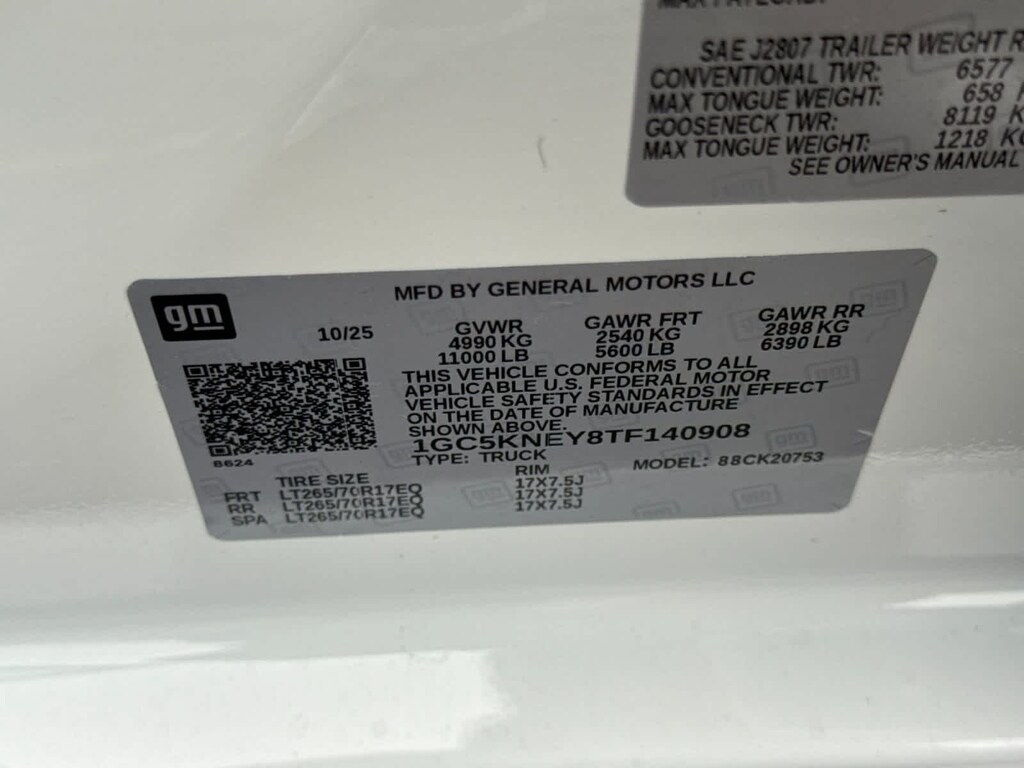 MAX PAYLOAD:
SAE J2807 TRAILER WEIGHT R
CONVENTIONAL TWR: 6577
MAX TONGUE WEIGHT: 658 K
GOOSENECK TWR: 8119 K
MAX TONGUE WEIGHT: 1218 KG
SEE OWNER'S MANUAL
gm
MFD BY GENERAL MOTORS LLC
10/25
GVWR GAWR FRT GAWR RR
4990 KG 2540 KG 2898 KG
11000 LB 5600 LB 6390 LB
THIS VEHICLE CONFORMS TO ALL
APPLICABLE U.S. FEDERAL MOTOR
VEHICLE SAFETY STANDARDS IN EFFECT
ON THE DATE OF MANUFACTURE
SHOWN ABOVE.
1GC5KNEY8TF140908
8624
TYPE: TRUCK MODEL: 88CK20753
TIRE SIZE RIM
FRT LT265/70R17EQ 17X7.5J
RR LT265/70R17EQ 17X7.5J
SPA LT265/70R17EQ 17X7.5J